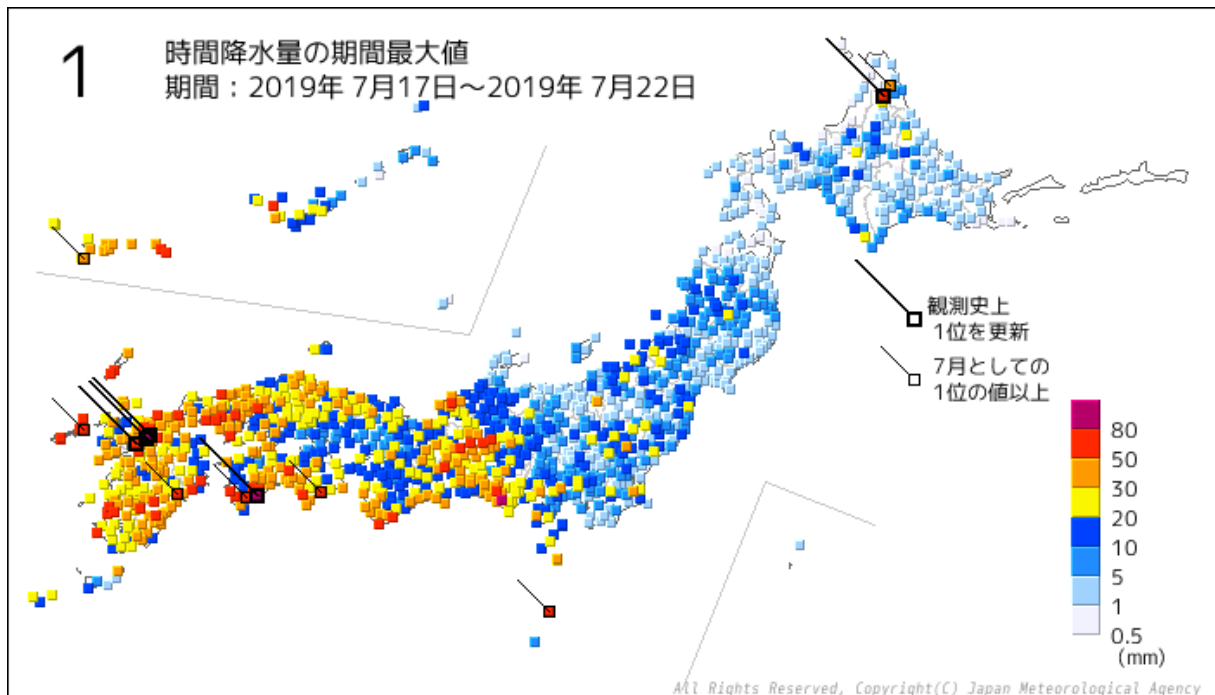 1
時間降水量の期間最大値
期間：2019年 7月17日～2019年 7月22日
観測史上
1位を更新
7月としての
1位の値以上
80
50
30
20
10
5
1
0.5
(mm)
All Rights Reserved, Copyright(C) Japan Meteorological Agency